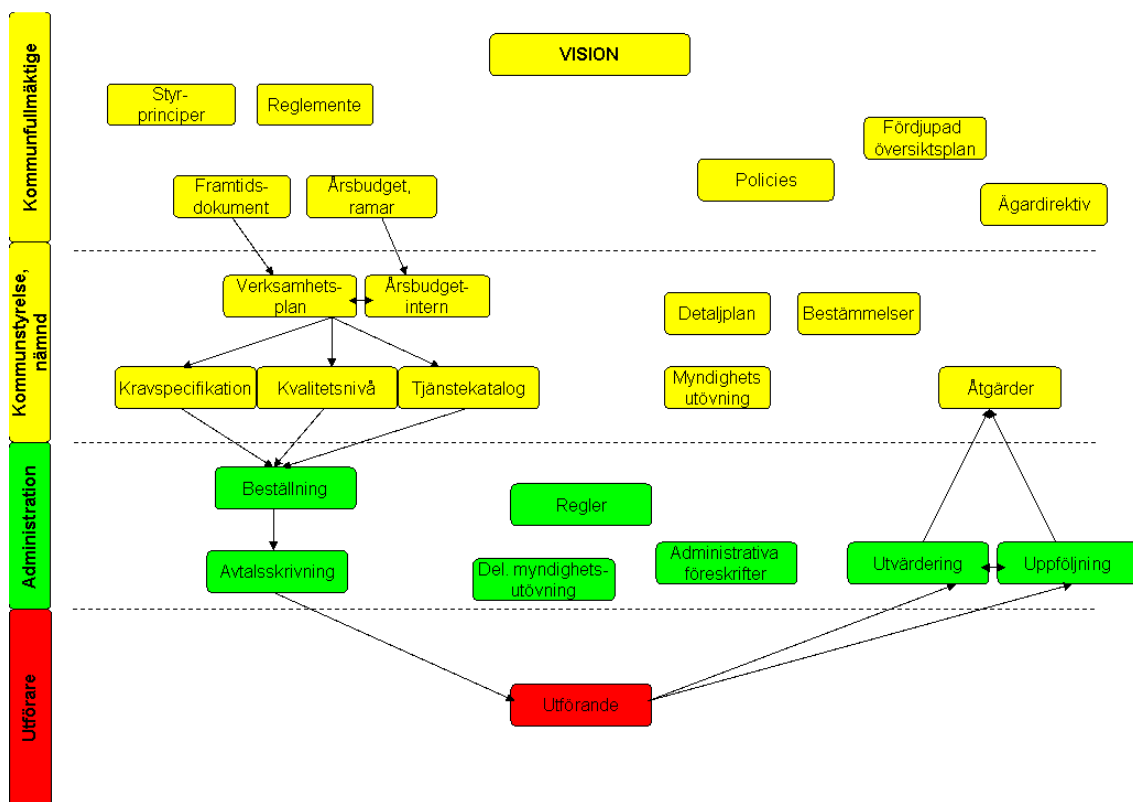 Kommunfullmäktige
VISION
Styr-
principer
Reglemente
Fördjupad
översiktsplan
Policies
Framtids-
dokument
Årsbudget,
ramar
Ägardirektiv
Kommunstyrelse,
nämnd
Verksamhets-
plan
Årsbudget-
intern
Detaljplan
Bestämmelser
Kravspecifikation
Kvalitetsnivå
Tjänstekatalog
Myndighets
utövning
Åtgärder
Administration
Beställning
Regler
Avtalsskrivning
Del. myndighets-
utövning
Administrativa
föreskrifter
Utvärdering
Uppföljning
Utförare
Utförande